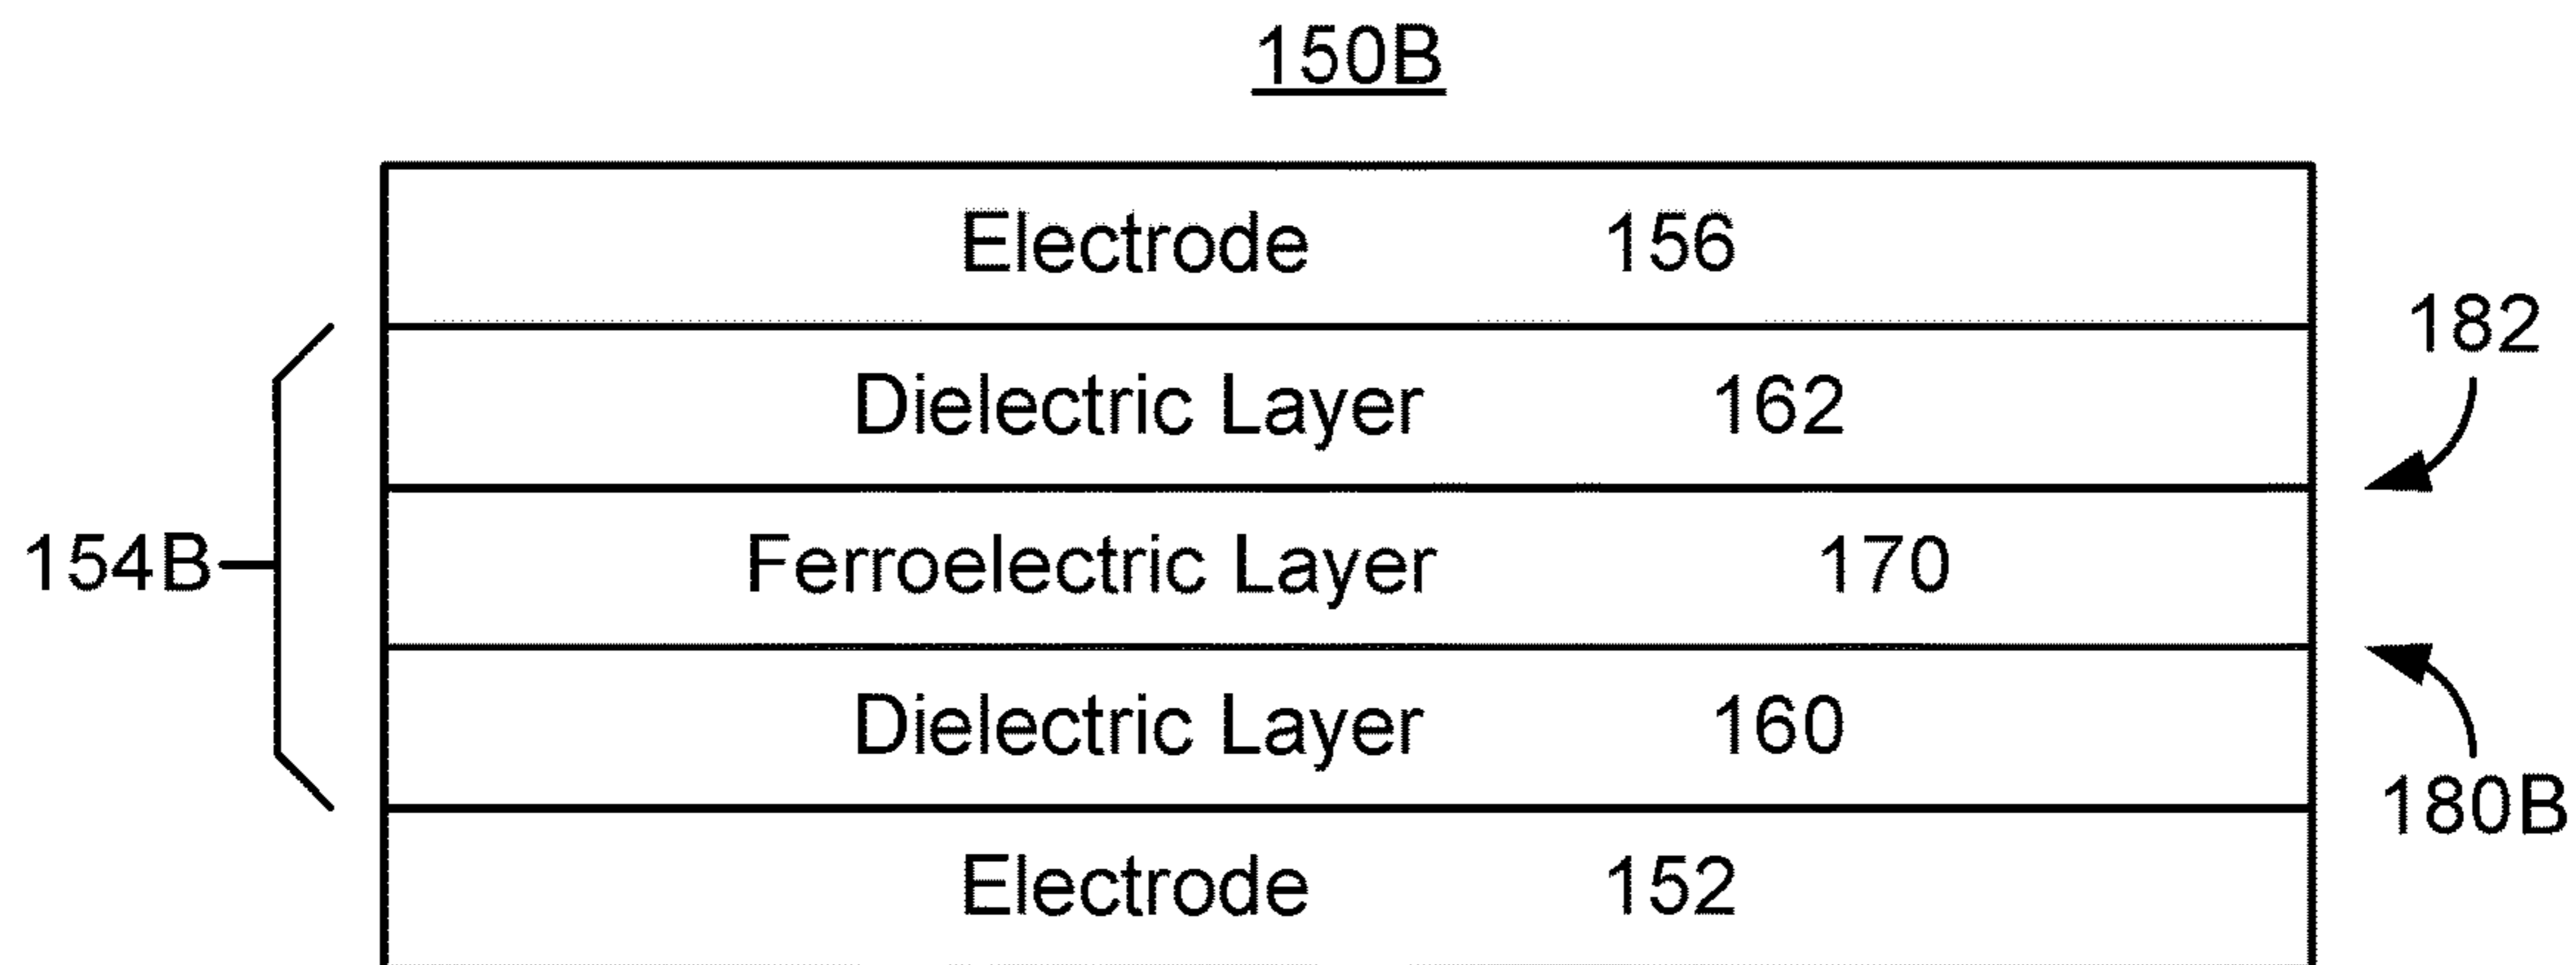 150B
Electrode 156
182
Dielectric Layer 162
154B
Ferroelectric Layer 170
Dielectric Layer 160
180B
Electrode 152